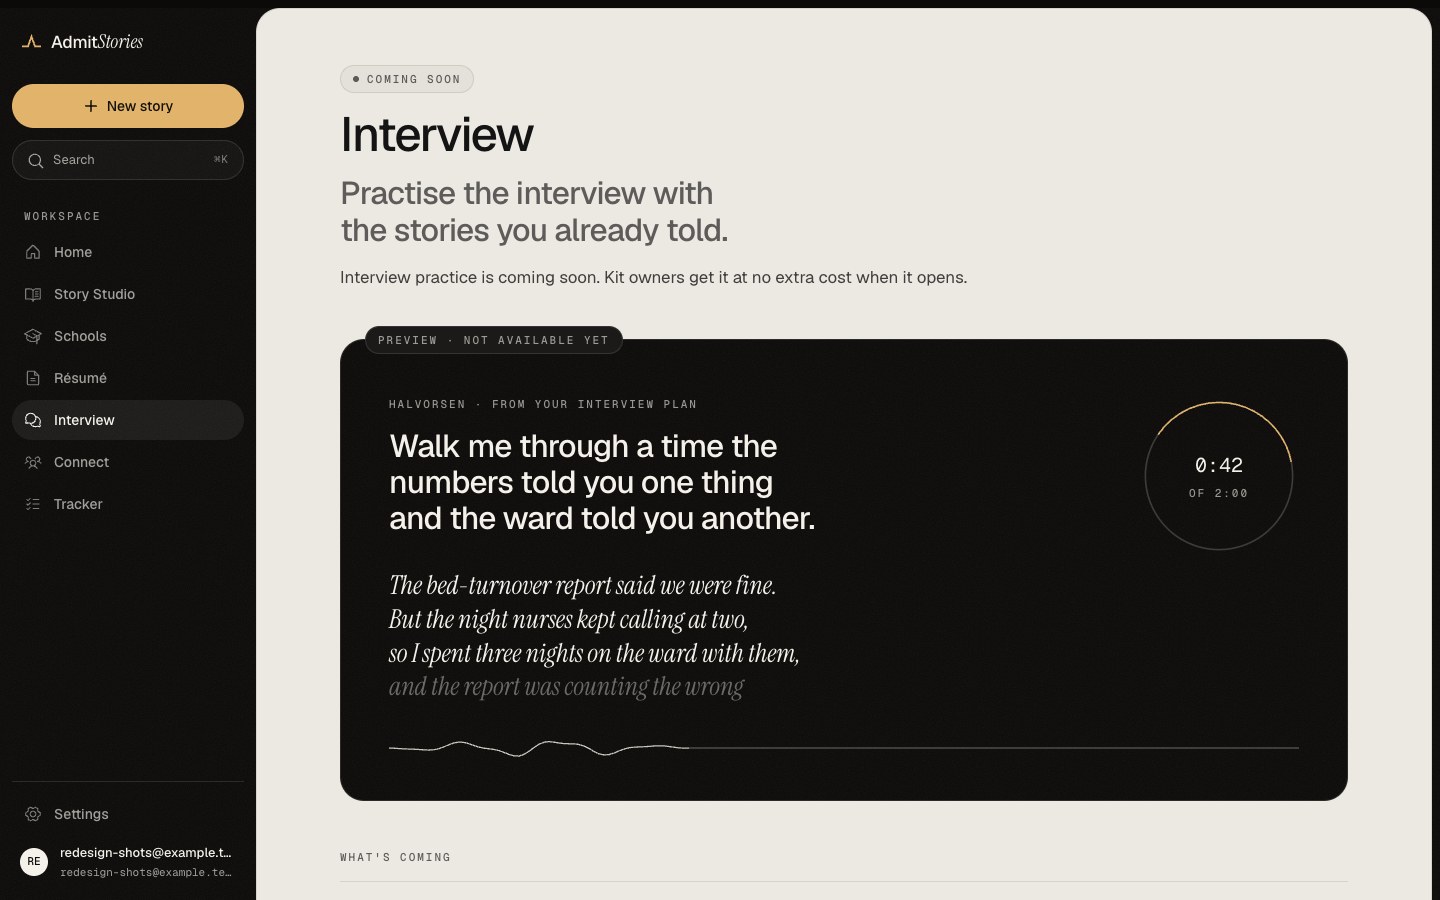 AdmitStories
New story
Search ⌘K
WORKSPACE
Home
Story Studio
Schools
Résumé
Interview
Connect
Tracker
Settings
RE
redesign-shots@example.t…
redesign-shots@example.te…
COMING SOON
Interview
Practise the interview with
the stories you already told.
Interview practice is coming soon. Kit owners get it at no extra cost when it opens.
PREVIEW · NOT AVAILABLE YET
HALVORSEN · FROM YOUR INTERVIEW PLAN
Walk me through a time the
numbers told you one thing
and the ward told you another.
0:42
OF 2:00
The bed-turnover report said we were fine.
But the night nurses kept calling at two,
so I spent three nights on the ward with them,
and the report was counting the wrong
WHAT'S COMING